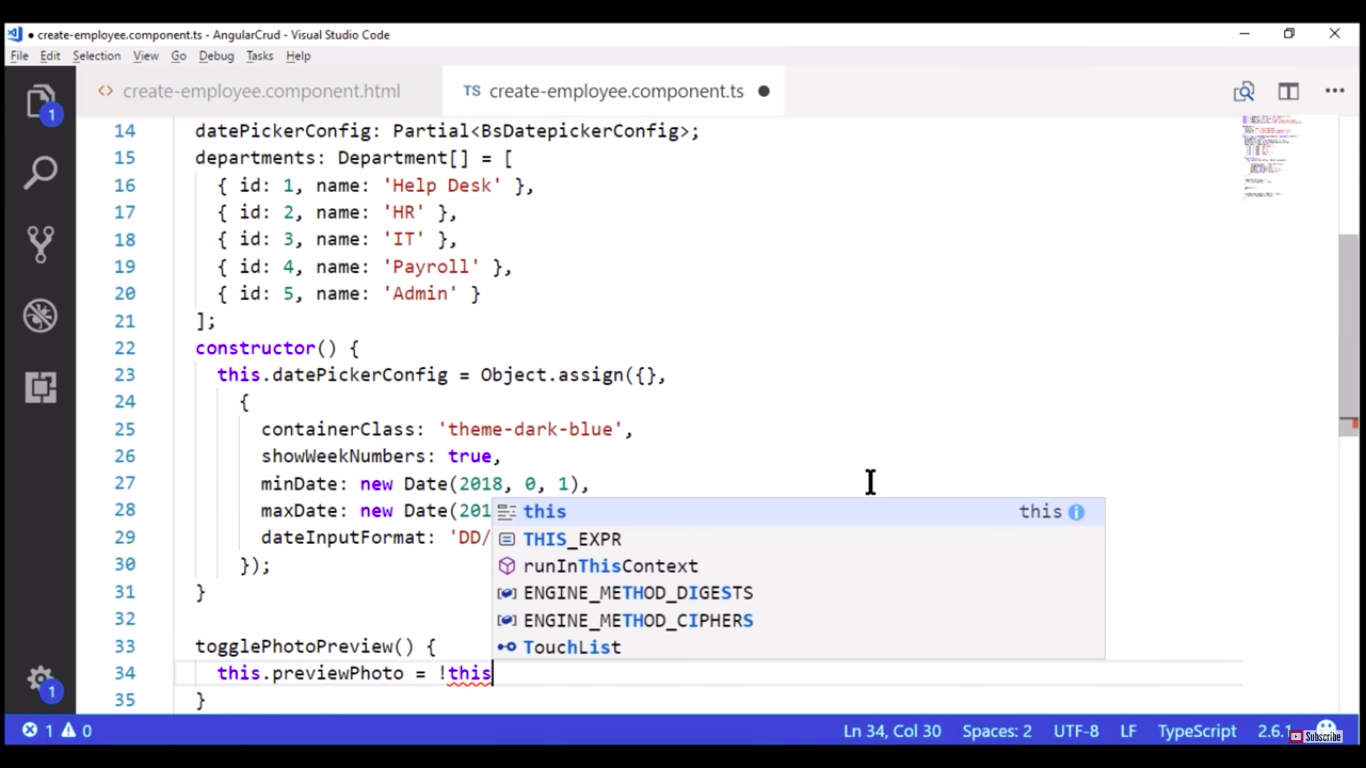 ● create-employee.component.ts - AngularCrud - Visual Studio Code
File Edit Selection View Go Debug Tasks Help
<> create-employee.component.html TS create-employee.component.ts ●
14 datePickerConfig: Partial<BsDatepickerConfig>;
15 departments: Department[] = [
16 { id: 1, name: 'Help Desk' },
17 { id: 2, name: 'HR' },
18 { id: 3, name: 'IT' },
19 { id: 4, name: 'Payroll' },
20 { id: 5, name: 'Admin' }
21 ];
22 constructor() {
23 this.datePickerConfig = Object.assign({},
24 {
25 containerClass: 'theme-dark-blue',
26 showWeekNumbers: true,
27 minDate: new Date(2018, 0, 1),
28 maxDate: new Date(201
29 dateInputFormat: 'DD/
30 });
31 }
32
33 togglePhotoPreview() {
34 this.previewPhoto = !this
35 }
this this
THIS_EXPR
runInThisContext
ENGINE_METHOD_DIGESTS
ENGINE_METHOD_CIPHERS
TouchList
1
1
1 0 Ln 34, Col 30 Spaces: 2 UTF-8 LF TypeScript 2.6.1
Subscribe